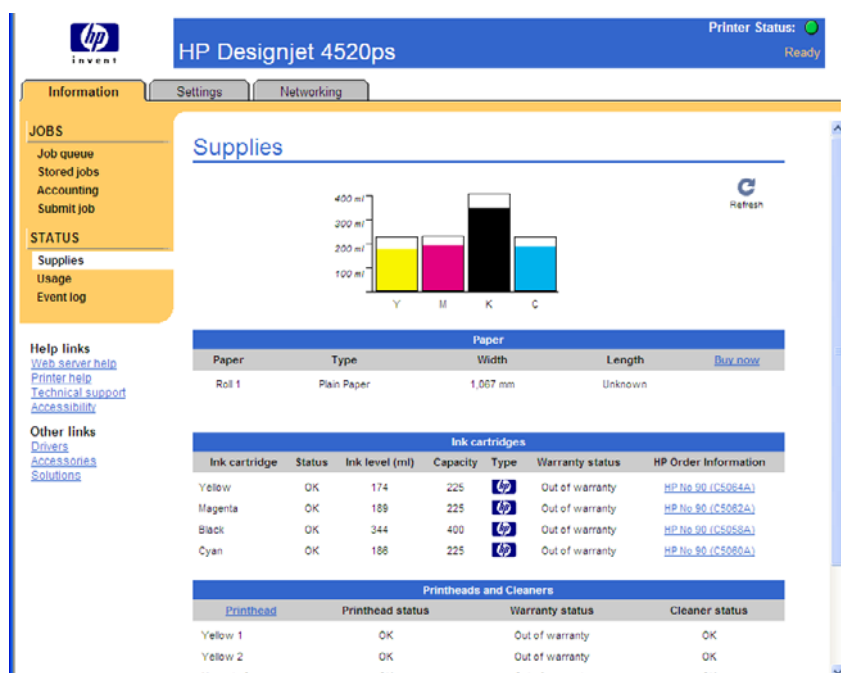 hp
invent
HP Designjet 4520ps
Printer Status:
Ready
Information
Settings
Networking
JOBS
Job queue
Stored jobs
Accounting
Submit job
STATUS
Supplies
Usage
Event log
Help links
Web server help
Printer help
Technical support
Accessibility
Other links
Drivers
Accessories
Solutions
Supplies
Refresh
400 ml
300 ml
200 ml
100 ml
Y M K C
Paper
Paper Type Width Length Buy now
Roll 1 Plain Paper 1,067 mm Unknown
Ink cartridges
Ink cartridge Status Ink level (ml) Capacity Type Warranty status HP Order Information
Yellow OK 174 225 hp Out of warranty HP No 90 (C5064A)
Magenta OK 189 225 hp Out of warranty HP No 90 (C5062A)
Black OK 344 400 hp Out of warranty HP No 90 (C5058A)
Cyan OK 186 225 hp Out of warranty HP No 90 (C5060A)
Printheads and Cleaners
Printhead Printhead status Warranty status Cleaner status
Yellow 1 OK Out of warranty OK
Yellow 2 OK Out of warranty OK